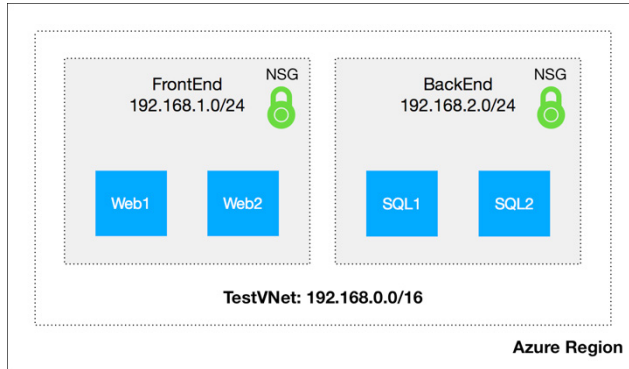 FrontEnd
192.168.1.0/24
NSG
Web1
Web2
BackEnd
192.168.2.0/24
NSG
SQL1
SQL2
TestVNet: 192.168.0.0/16
Azure Region